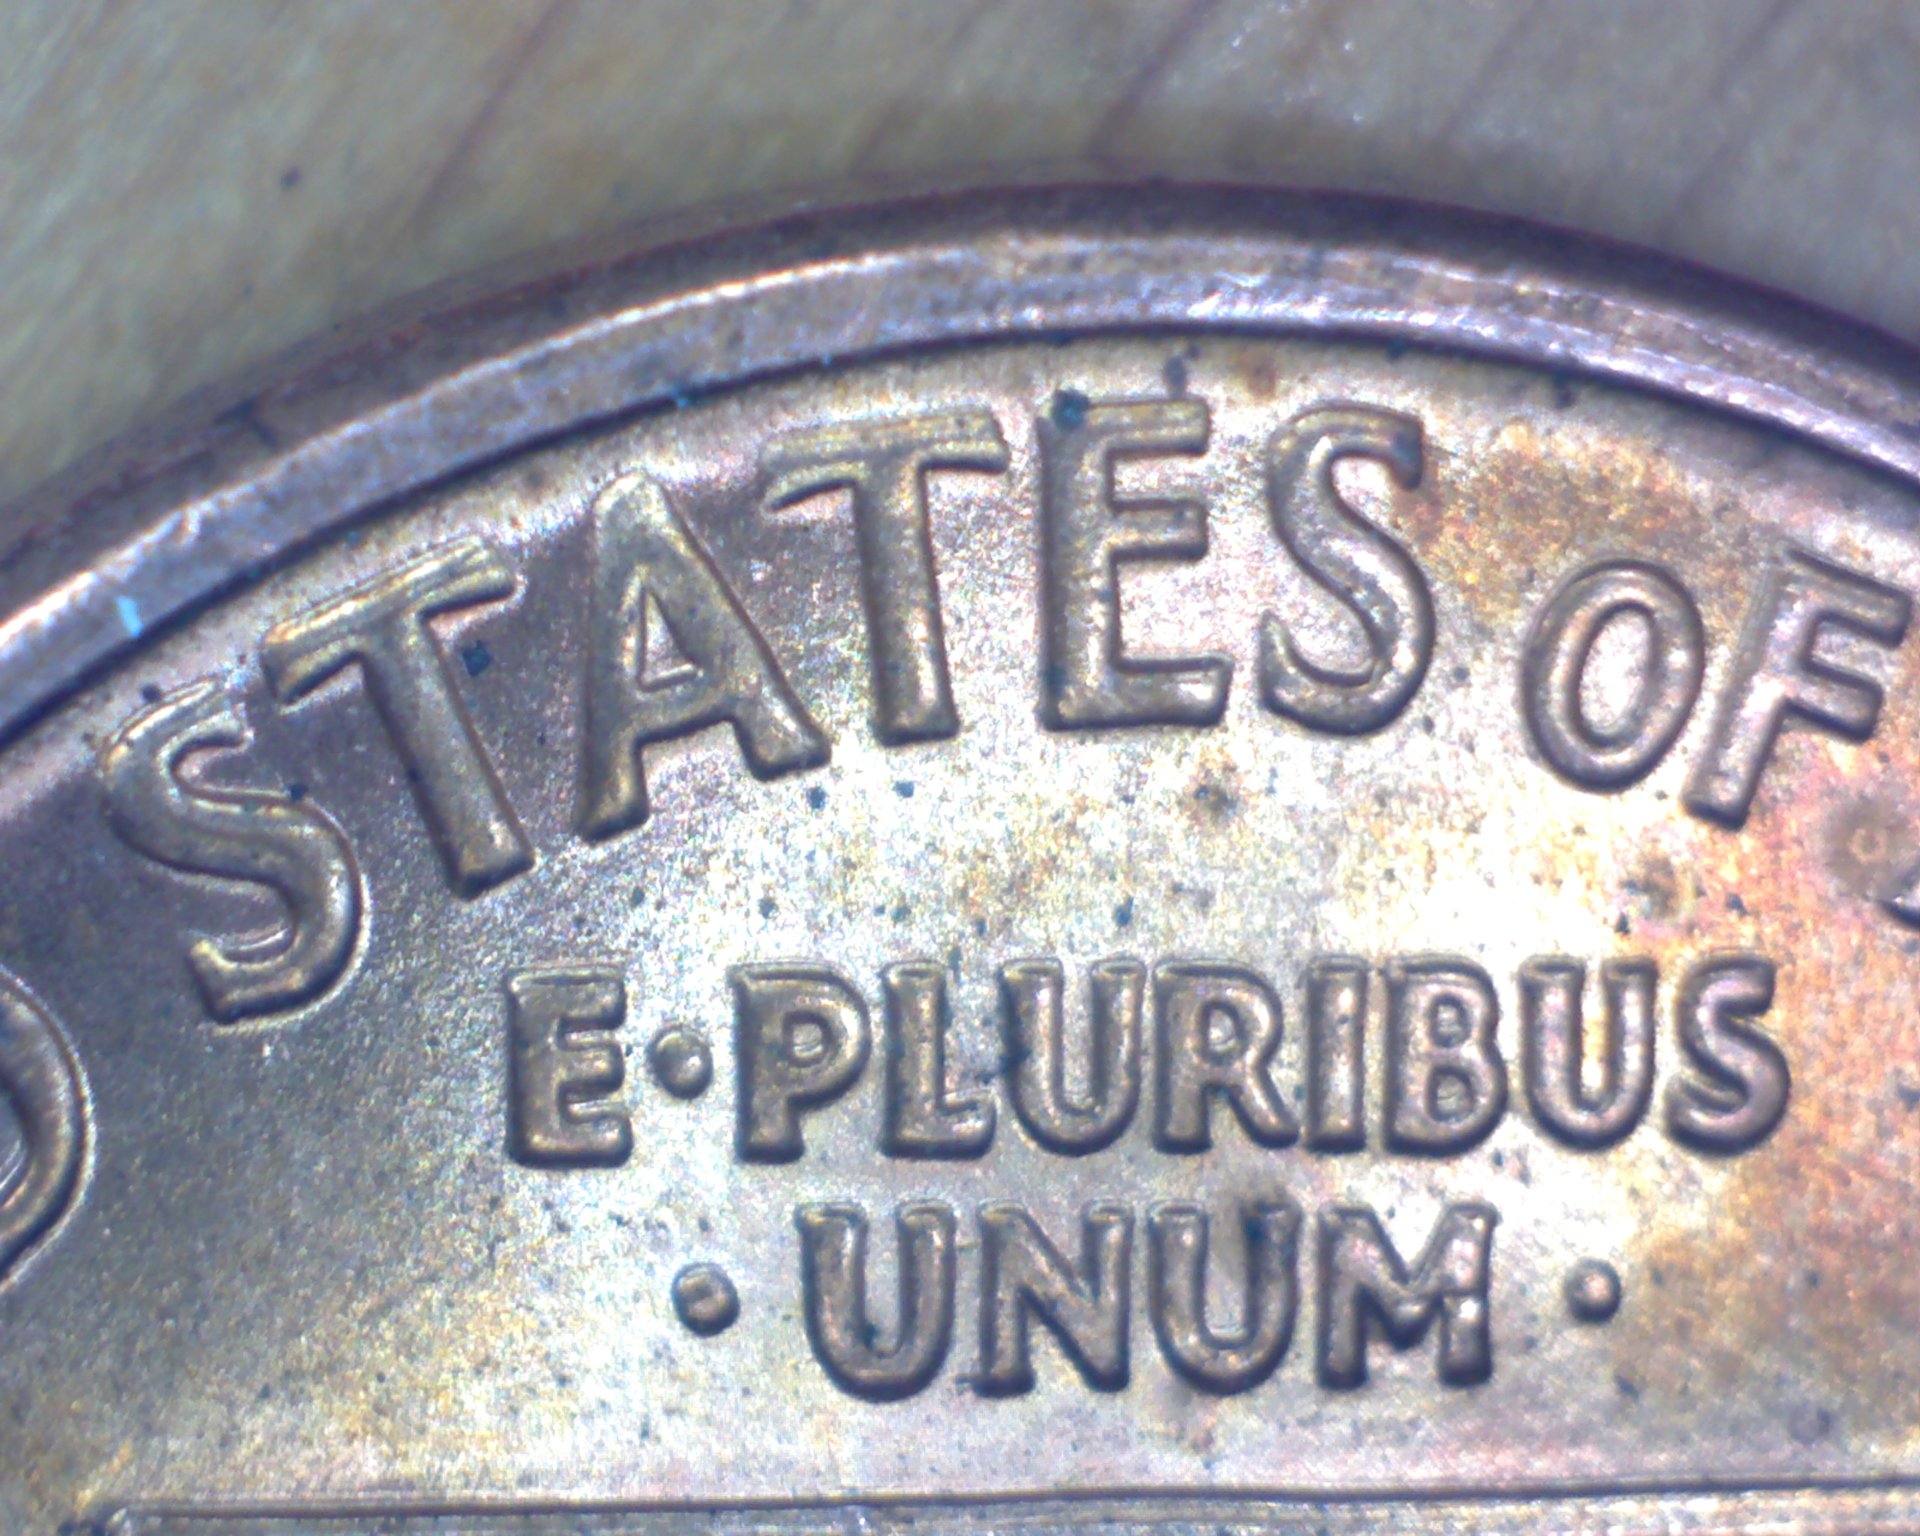 D STATES OF A
E·PLURIBUS
·UNUM·